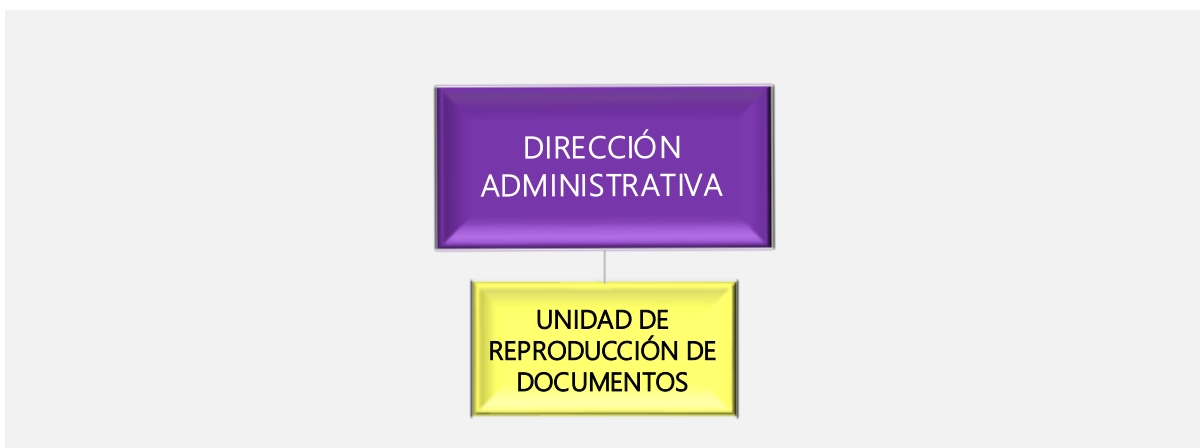 DIRECCIÓN
ADMINISTRATIVA
UNIDAD DE
REPRODUCCIÓN DE
DOCUMENTOS